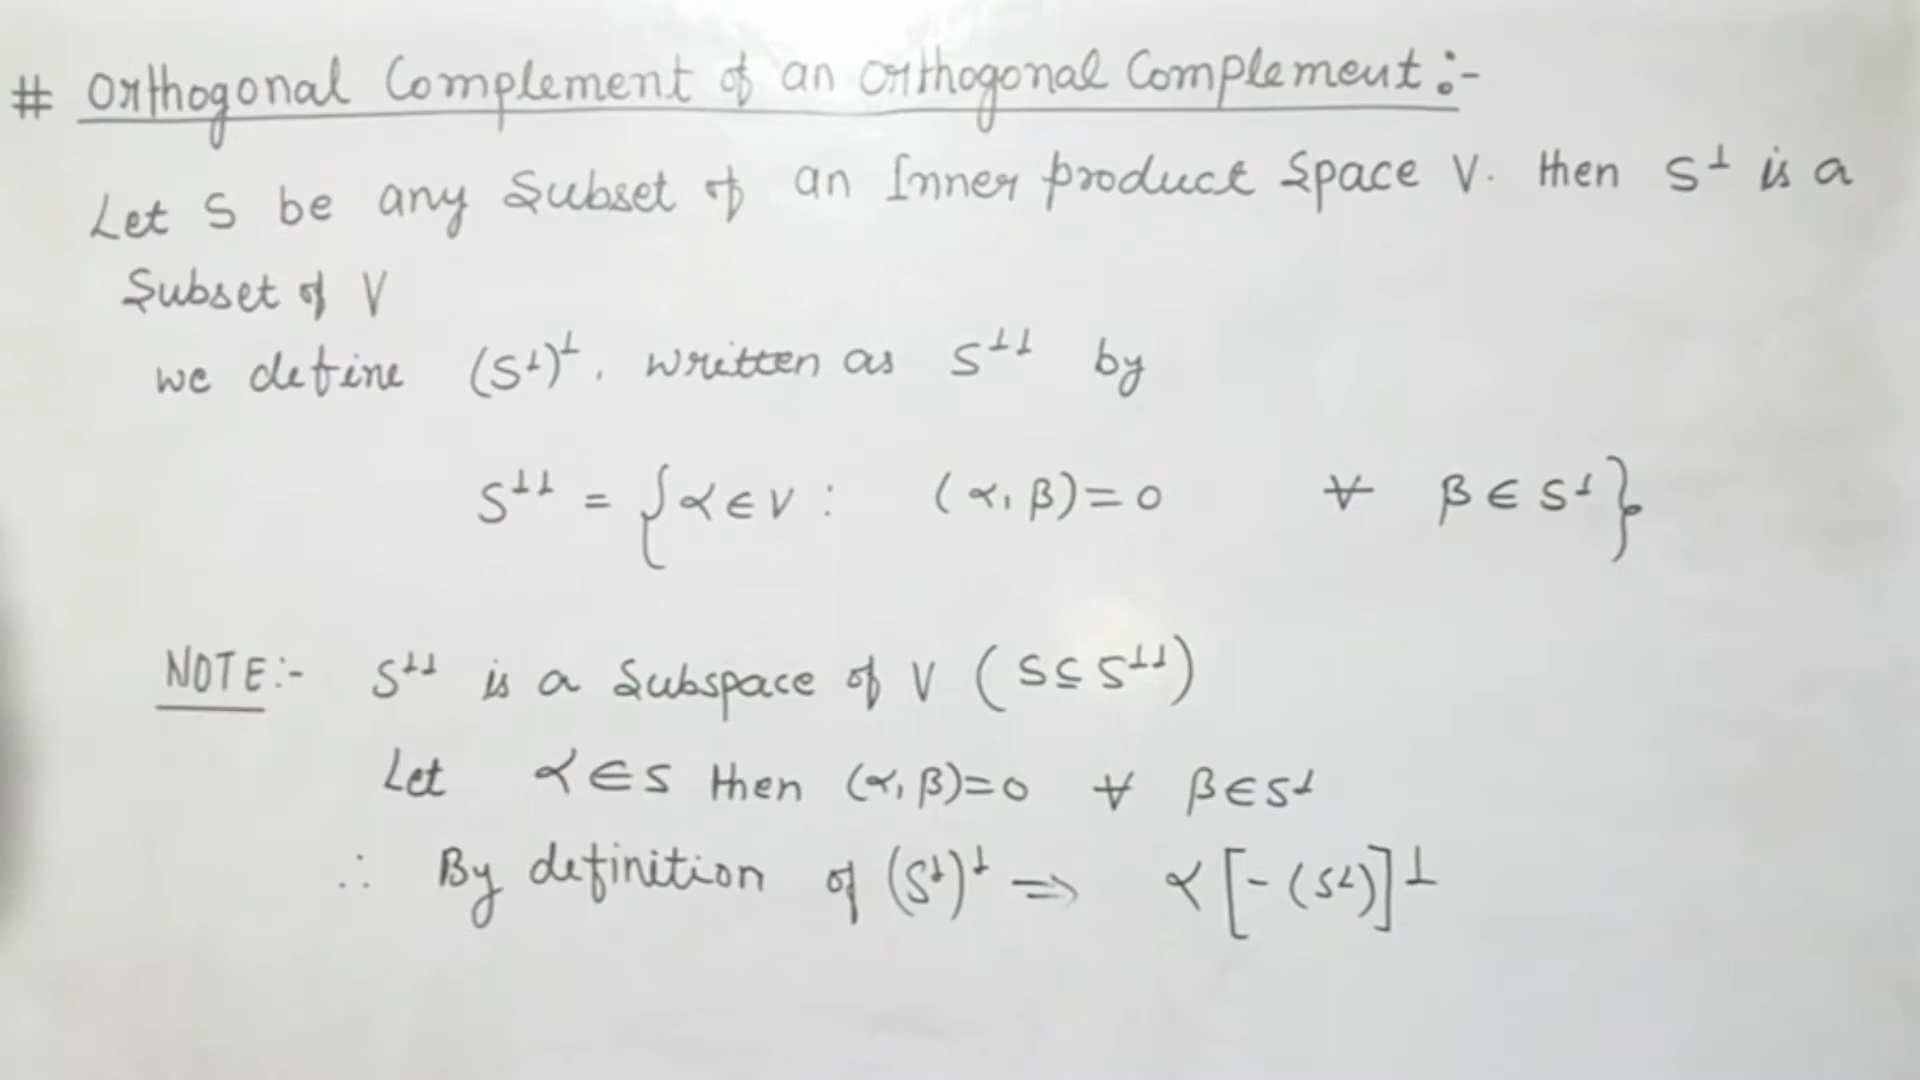 # Orthogonal Complement of an orthogonal Complement :-
Let S be any Subset of an Inner product Space V. then S⊥ is a
Subset of V
we define (S⊥)⊥, written as S⊥⊥ by
S⊥⊥ = {α ∈ V : (α, β) = 0 ∀ β ∈ S⊥}
NOTE :- S⊥⊥ is a Subspace of V (S ⊆ S⊥⊥)
Let α ∈ S then (α, β) = 0 ∀ β ∈ S⊥
∴ By definition of (S⊥)⊥ ⇒ α [- (S⊥)]⊥